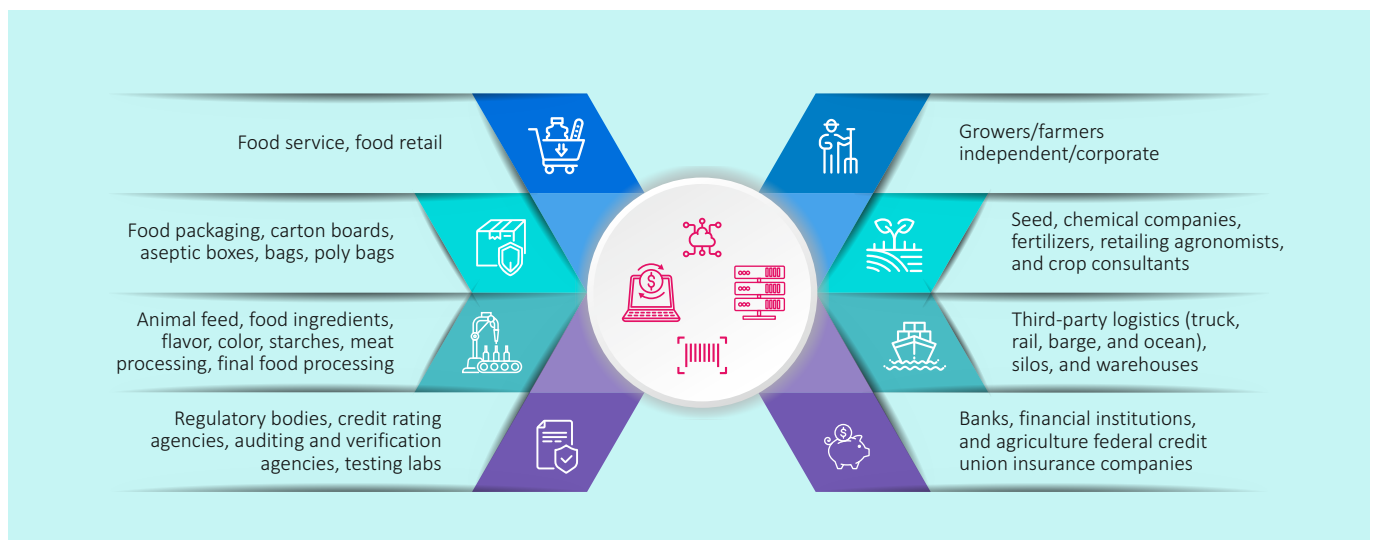 Food service, food retail
Food packaging, carton boards,
aseptic boxes, bags, poly bags
Animal feed, food ingredients,
flavor, color, starches, meat
processing, final food processing
Regulatory bodies, credit rating
agencies, auditing and verification
agencies, testing labs
Growers/farmers
independent/corporate
Seed, chemical companies,
fertilizers, retailing agronomists,
and crop consultants
Third-party logistics (truck,
rail, barge, and ocean),
silos, and warehouses
Banks, financial institutions,
and agriculture federal credit
union insurance companies